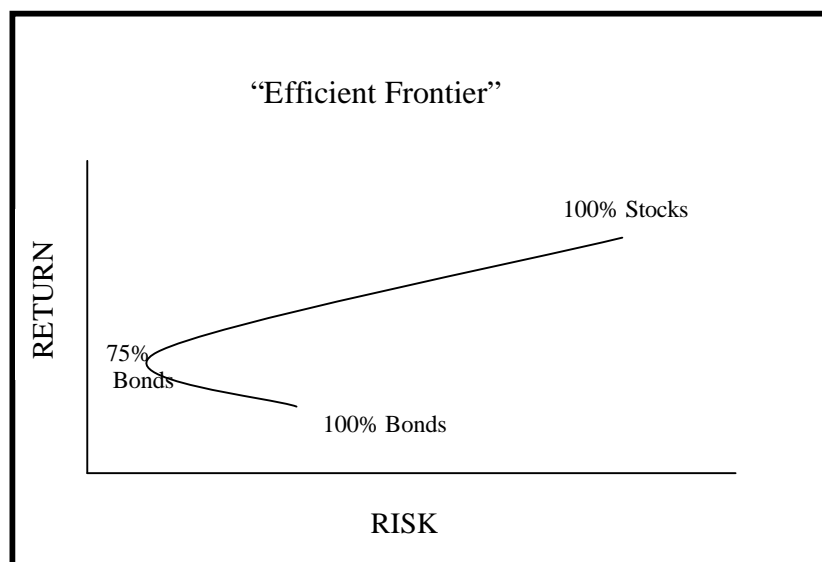 “Efficient Frontier”
100% Stocks
RETURN
75%
Bonds
100% Bonds
RISK